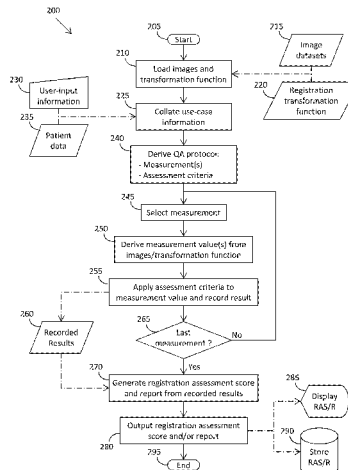 200
205
Start
210
Load images and
transformation function
215
Image
datasets
220
Registration
transformation
function
230
User-input
information
225
Collate use-case
information
235
Patient
data
240
Derive QA protocol:
- Measurement(s)
- Assessment criteria
245
Select measurement
250
Derive measurement value(s) from
images/transformation function
255
Apply assessment criteria to
measurement value and record result
260
Recorded
Results
265
Last
measurement ?
No
Yes
270
Generate registration assessment score
and report from recorded results
285
Display
RAS/R
Output registration assessment
score and/or report
280
290
Store
RAS/R
295
End